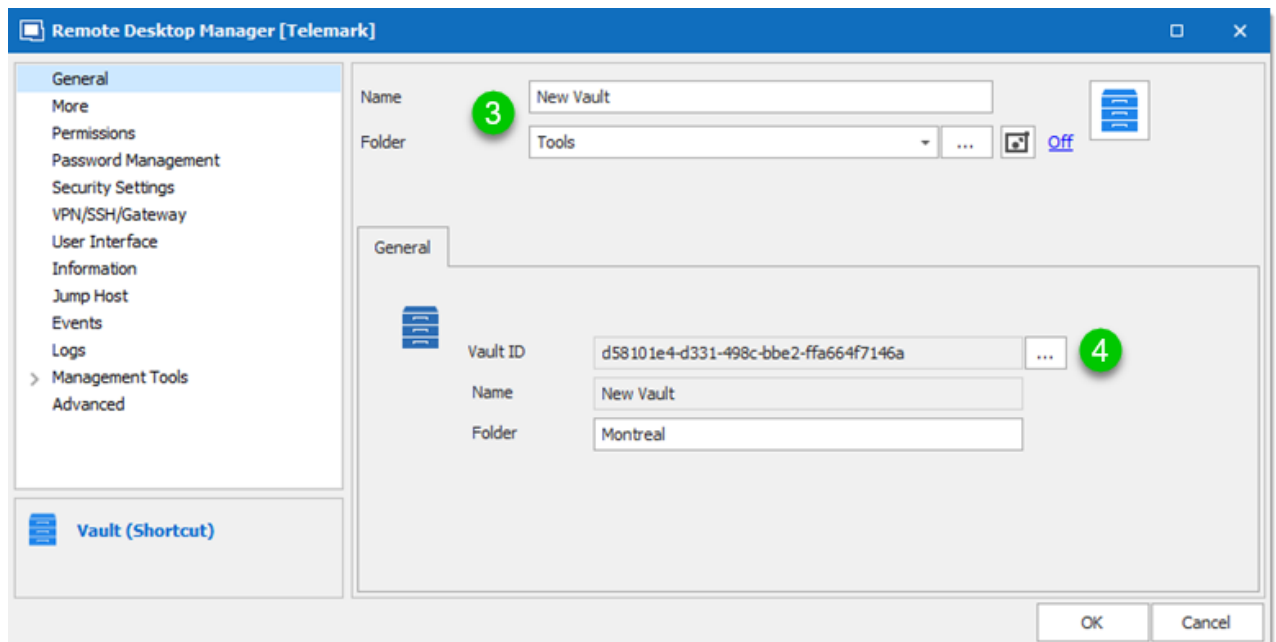 Remote Desktop Manager [Telemark]
General
More
Permissions
Password Management
Security Settings
VPN/SSH/Gateway
User Interface
Information
Jump Host
Events
Logs
Management Tools
Advanced
Vault (Shortcut)
Name New Vault
3
Folder Tools ... Off
General
Vault ID d58101e4-d331-498c-bbe2-ffa664f7146a ... 4
Name New Vault
Folder Montreal
OK Cancel